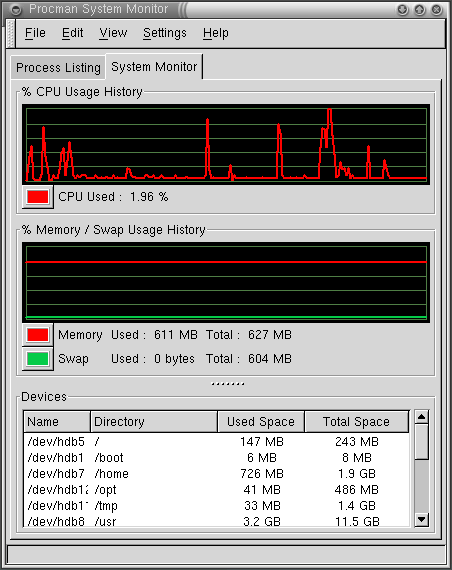 Procman System Monitor
File Edit View Settings Help
Process Listing System Monitor
% CPU Usage History
CPU Used : 1.96 %
% Memory / Swap Usage History
Memory Used : 611 MB Total : 627 MB
Swap Used : 0 bytes Total : 604 MB
Devices
Name Directory Used Space Total Space
/dev/hdb5 / 147 MB 243 MB
/dev/hdb1 /boot 6 MB 8 MB
/dev/hdb7 /home 726 MB 1.9 GB
/dev/hdb12 /opt 41 MB 486 MB
/dev/hdb1 /tmp 33 MB 1.4 GB
/dev/hdb8 /usr 3.2 GB 11.5 GB